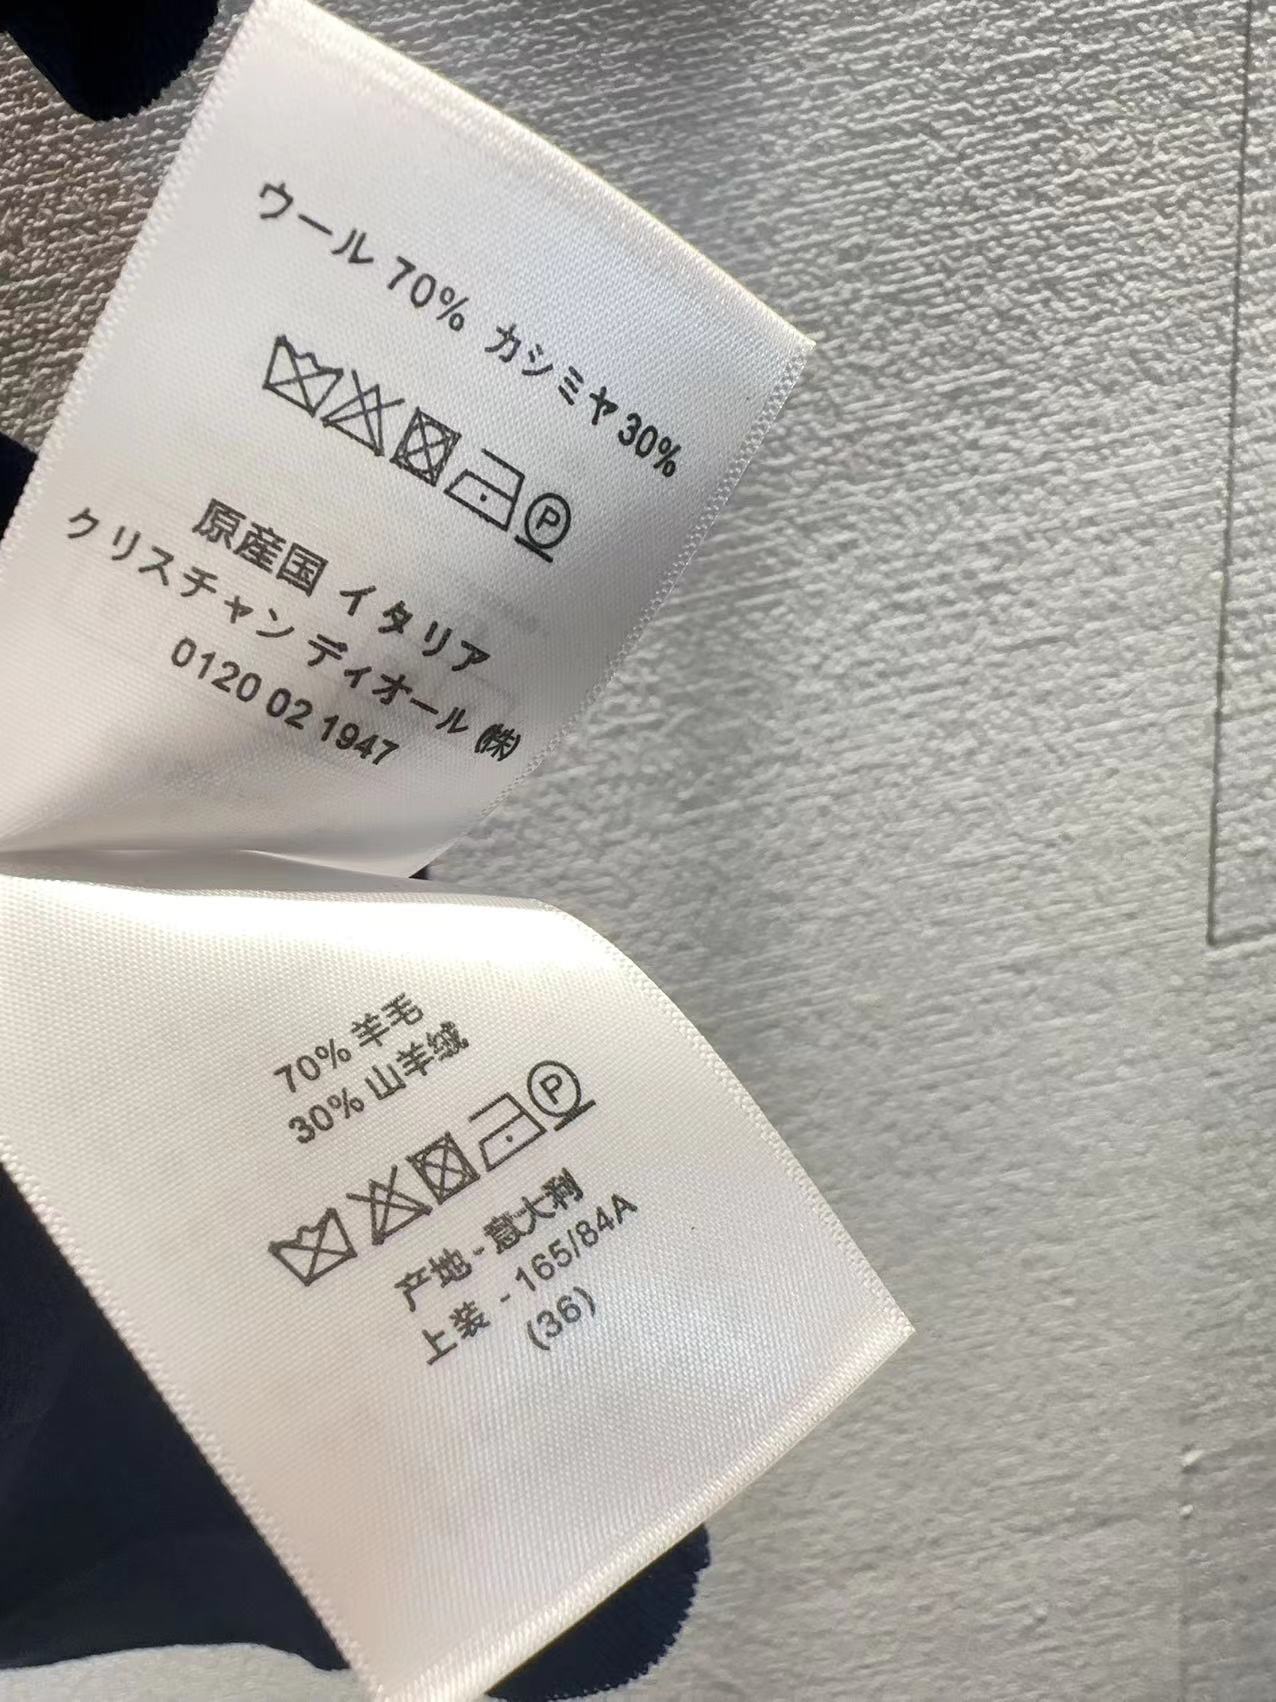 ウール 70% カシミヤ 30%
P
原産国 イタリア
クリスチャン ディオール ㈱
0120 02 1947
70% 羊毛
30% 山羊绒
P
产地 - 意大利
上装 - 165/84A
(36)